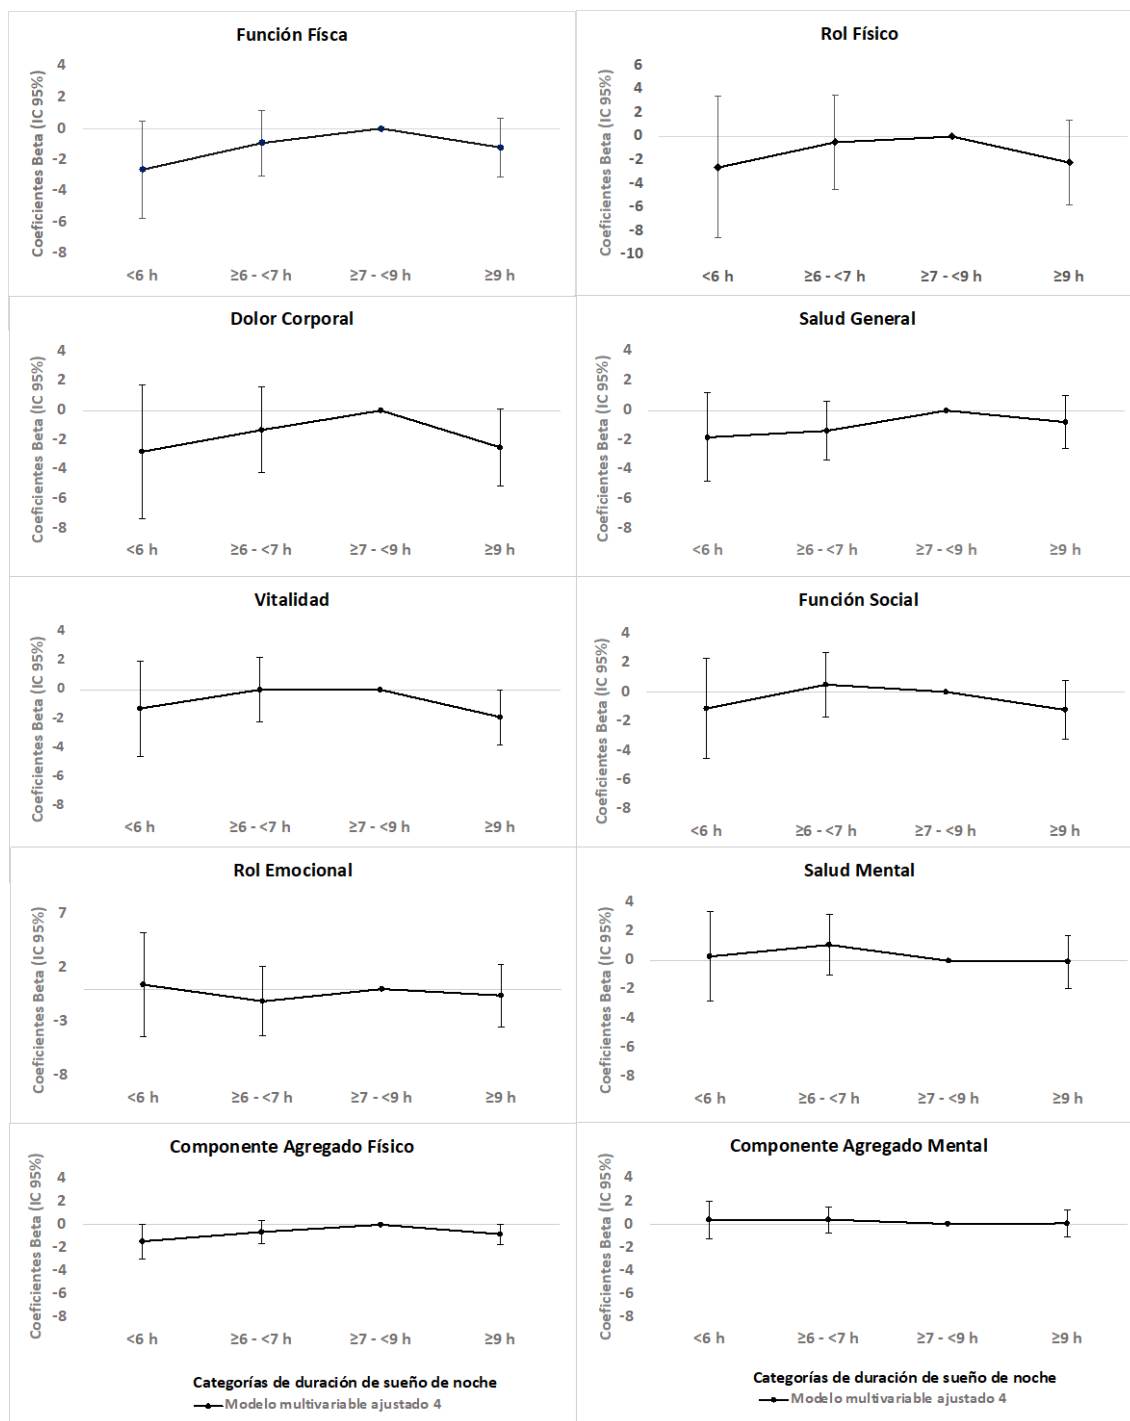 Función Físca
Coeficientes Beta (IC 95%)
4
2
0
-2
-4
-6
-8
<6 h
≥6 - <7 h
≥7 - <9 h
≥9 h
Rol Físico
Coeficientes Beta (IC 95%)
6
4
2
0
-2
-4
-6
-8
-10
<6 h
≥6 - <7 h
≥7 - <9 h
≥9 h
Dolor Corporal
Coeficientes Beta (IC 95%)
4
2
0
-2
-4
-6
-8
<6 h
≥6 - <7 h
≥7 - <9 h
≥9 h
Salud General
Coeficientes Beta (IC 95%)
4
2
0
-2
-4
-6
-8
<6 h
≥6 - <7 h
≥7 - <9 h
≥9 h
Vitalidad
Coeficientes Beta (IC 95%)
4
2
0
-2
-4
-6
-8
<6 h
≥6 - <7 h
≥7 - <9 h
≥9 h
Función Social
Coeficientes Beta (IC 95%)
4
2
0
-2
-4
-6
-8
<6 h
≥6 - <7 h
≥7 - <9 h
≥9 h
Rol Emocional
Coeficientes Beta (IC 95%)
7
2
-3
-8
<6 h
≥6 - <7 h
≥7 - <9 h
≥9 h
Salud Mental
Coeficientes Beta (IC 95%)
4
2
0
-2
-4
-6
-8
<6 h
≥6 - <7 h
≥7 - <9 h
≥9 h
Componente Agregado Físico
Coeficientes Beta (IC 95%)
4
2
0
-2
-4
-6
-8
<6 h
≥6 - <7 h
≥7 - <9 h
≥9 h
Categorías de duración de sueño de noche
Modelo multivariable ajustado 4
Componente Agregado Mental
Coeficientes Beta (IC 95%)
4
2
0
-2
-4
-6
-8
<6 h
≥6 - <7 h
≥7 - <9 h
≥9 h
Categorías de duración de sueño de noche
Modelo multivariable ajustado 4